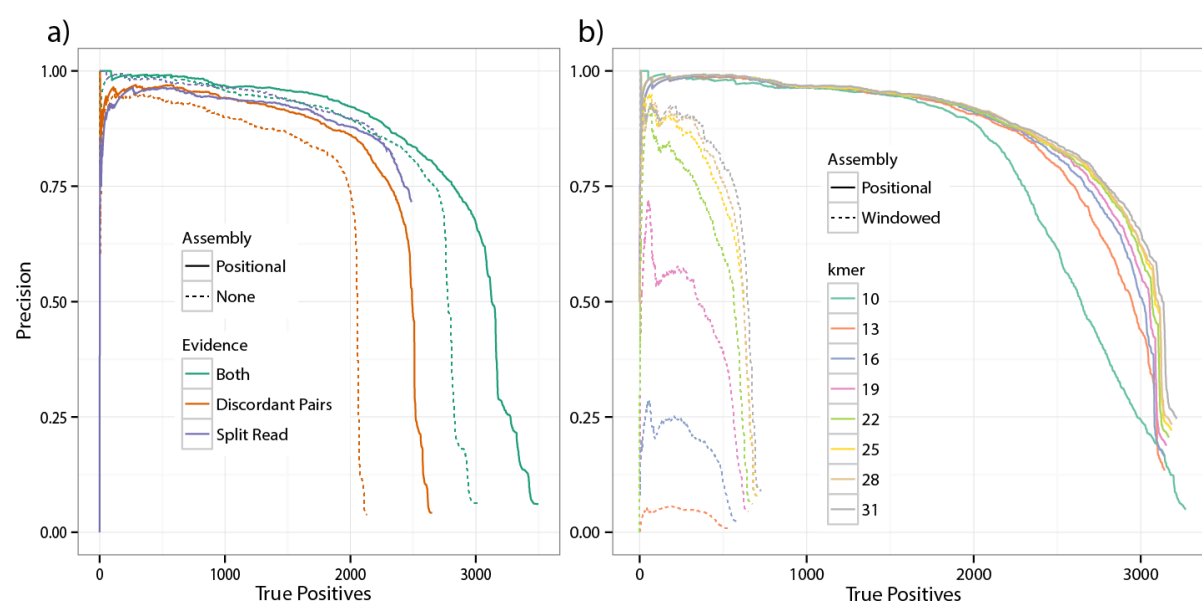 a)
b)
1.00
0.75
0.50
0.25
0.00
Precision
Assembly
Positional
None
Evidence
Both
Discordant Pairs
Split Read
0
1000
2000
3000
True Positives
1.00
0.75
0.50
0.25
0.00
Assembly
Positional
Windowed
kmer
10
13
16
19
22
25
28
31
0
1000
2000
3000
True Positives